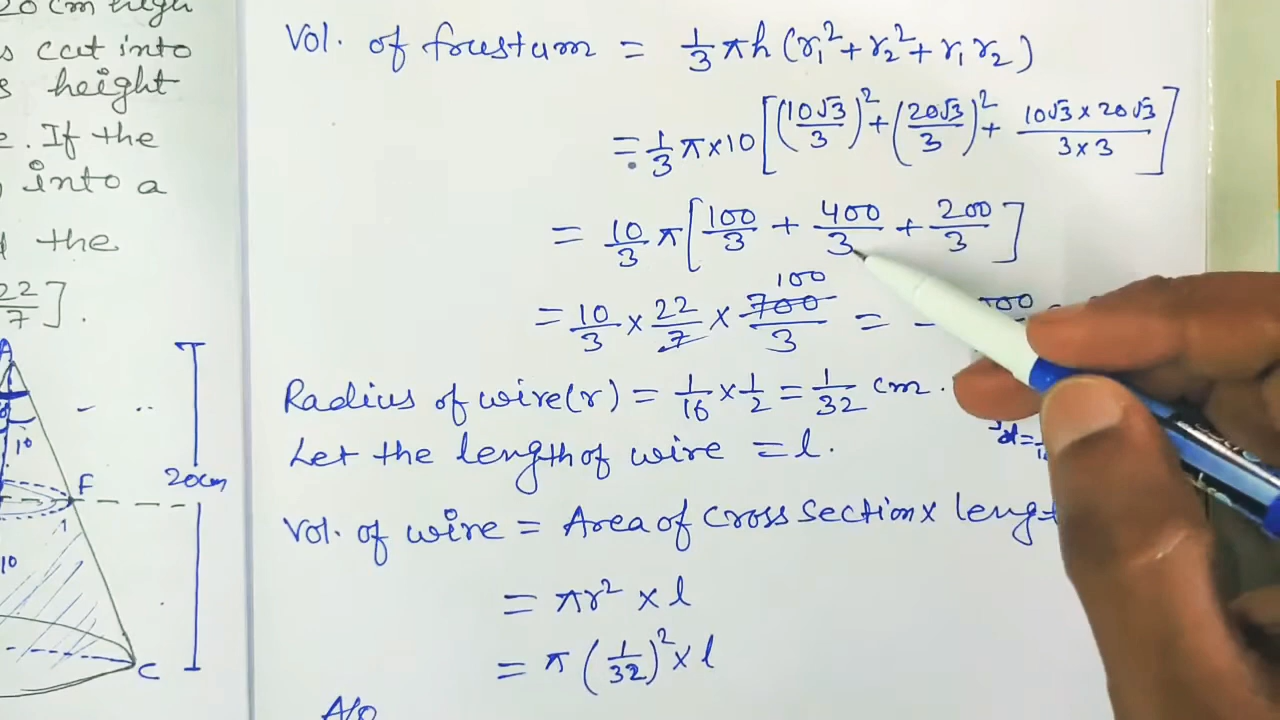 20 cm high
s cut into
s height
e. If the
into a
the
22/7].
A
10
20cm
F
10
C
Vol. of frustum = 1/3 πh (r₁² + r₂² + r₁ r₂)
= 1/3 π × 10 [(10√3/3)² + (20√3/3)² + 10√3 × 20√3 / 3 × 3]
= 10/3 π [100/3 + 400/3 + 200/3]
100
= 10/3 × 22/7 × 700/3 =
Radius of wire (r) = 1/16 × 1/2 = 1/32 cm.
Let the length of wire = l.
Vol. of wire = Area of cross section × lengt
= πr² × l
= π (1/32)² × l
A/Q